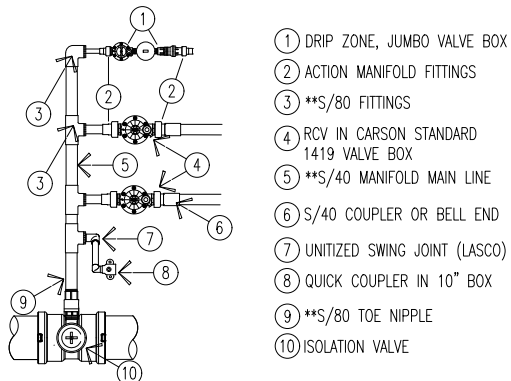 1
3
2
2
3
4
5
6
7
8
9
10
1 DRIP ZONE, JUMBO VALVE BOX
2 ACTION MANIFOLD FITTINGS
3 **S/80 FITTINGS
4 RCV IN CARSON STANDARD
1419 VALVE BOX
5 **S/40 MANIFOLD MAIN LINE
6 S/40 COUPLER OR BELL END
7 UNITIZED SWING JOINT (LASCO)
8 QUICK COUPLER IN 10" BOX
9 **S/80 TOE NIPPLE
10 ISOLATION VALVE